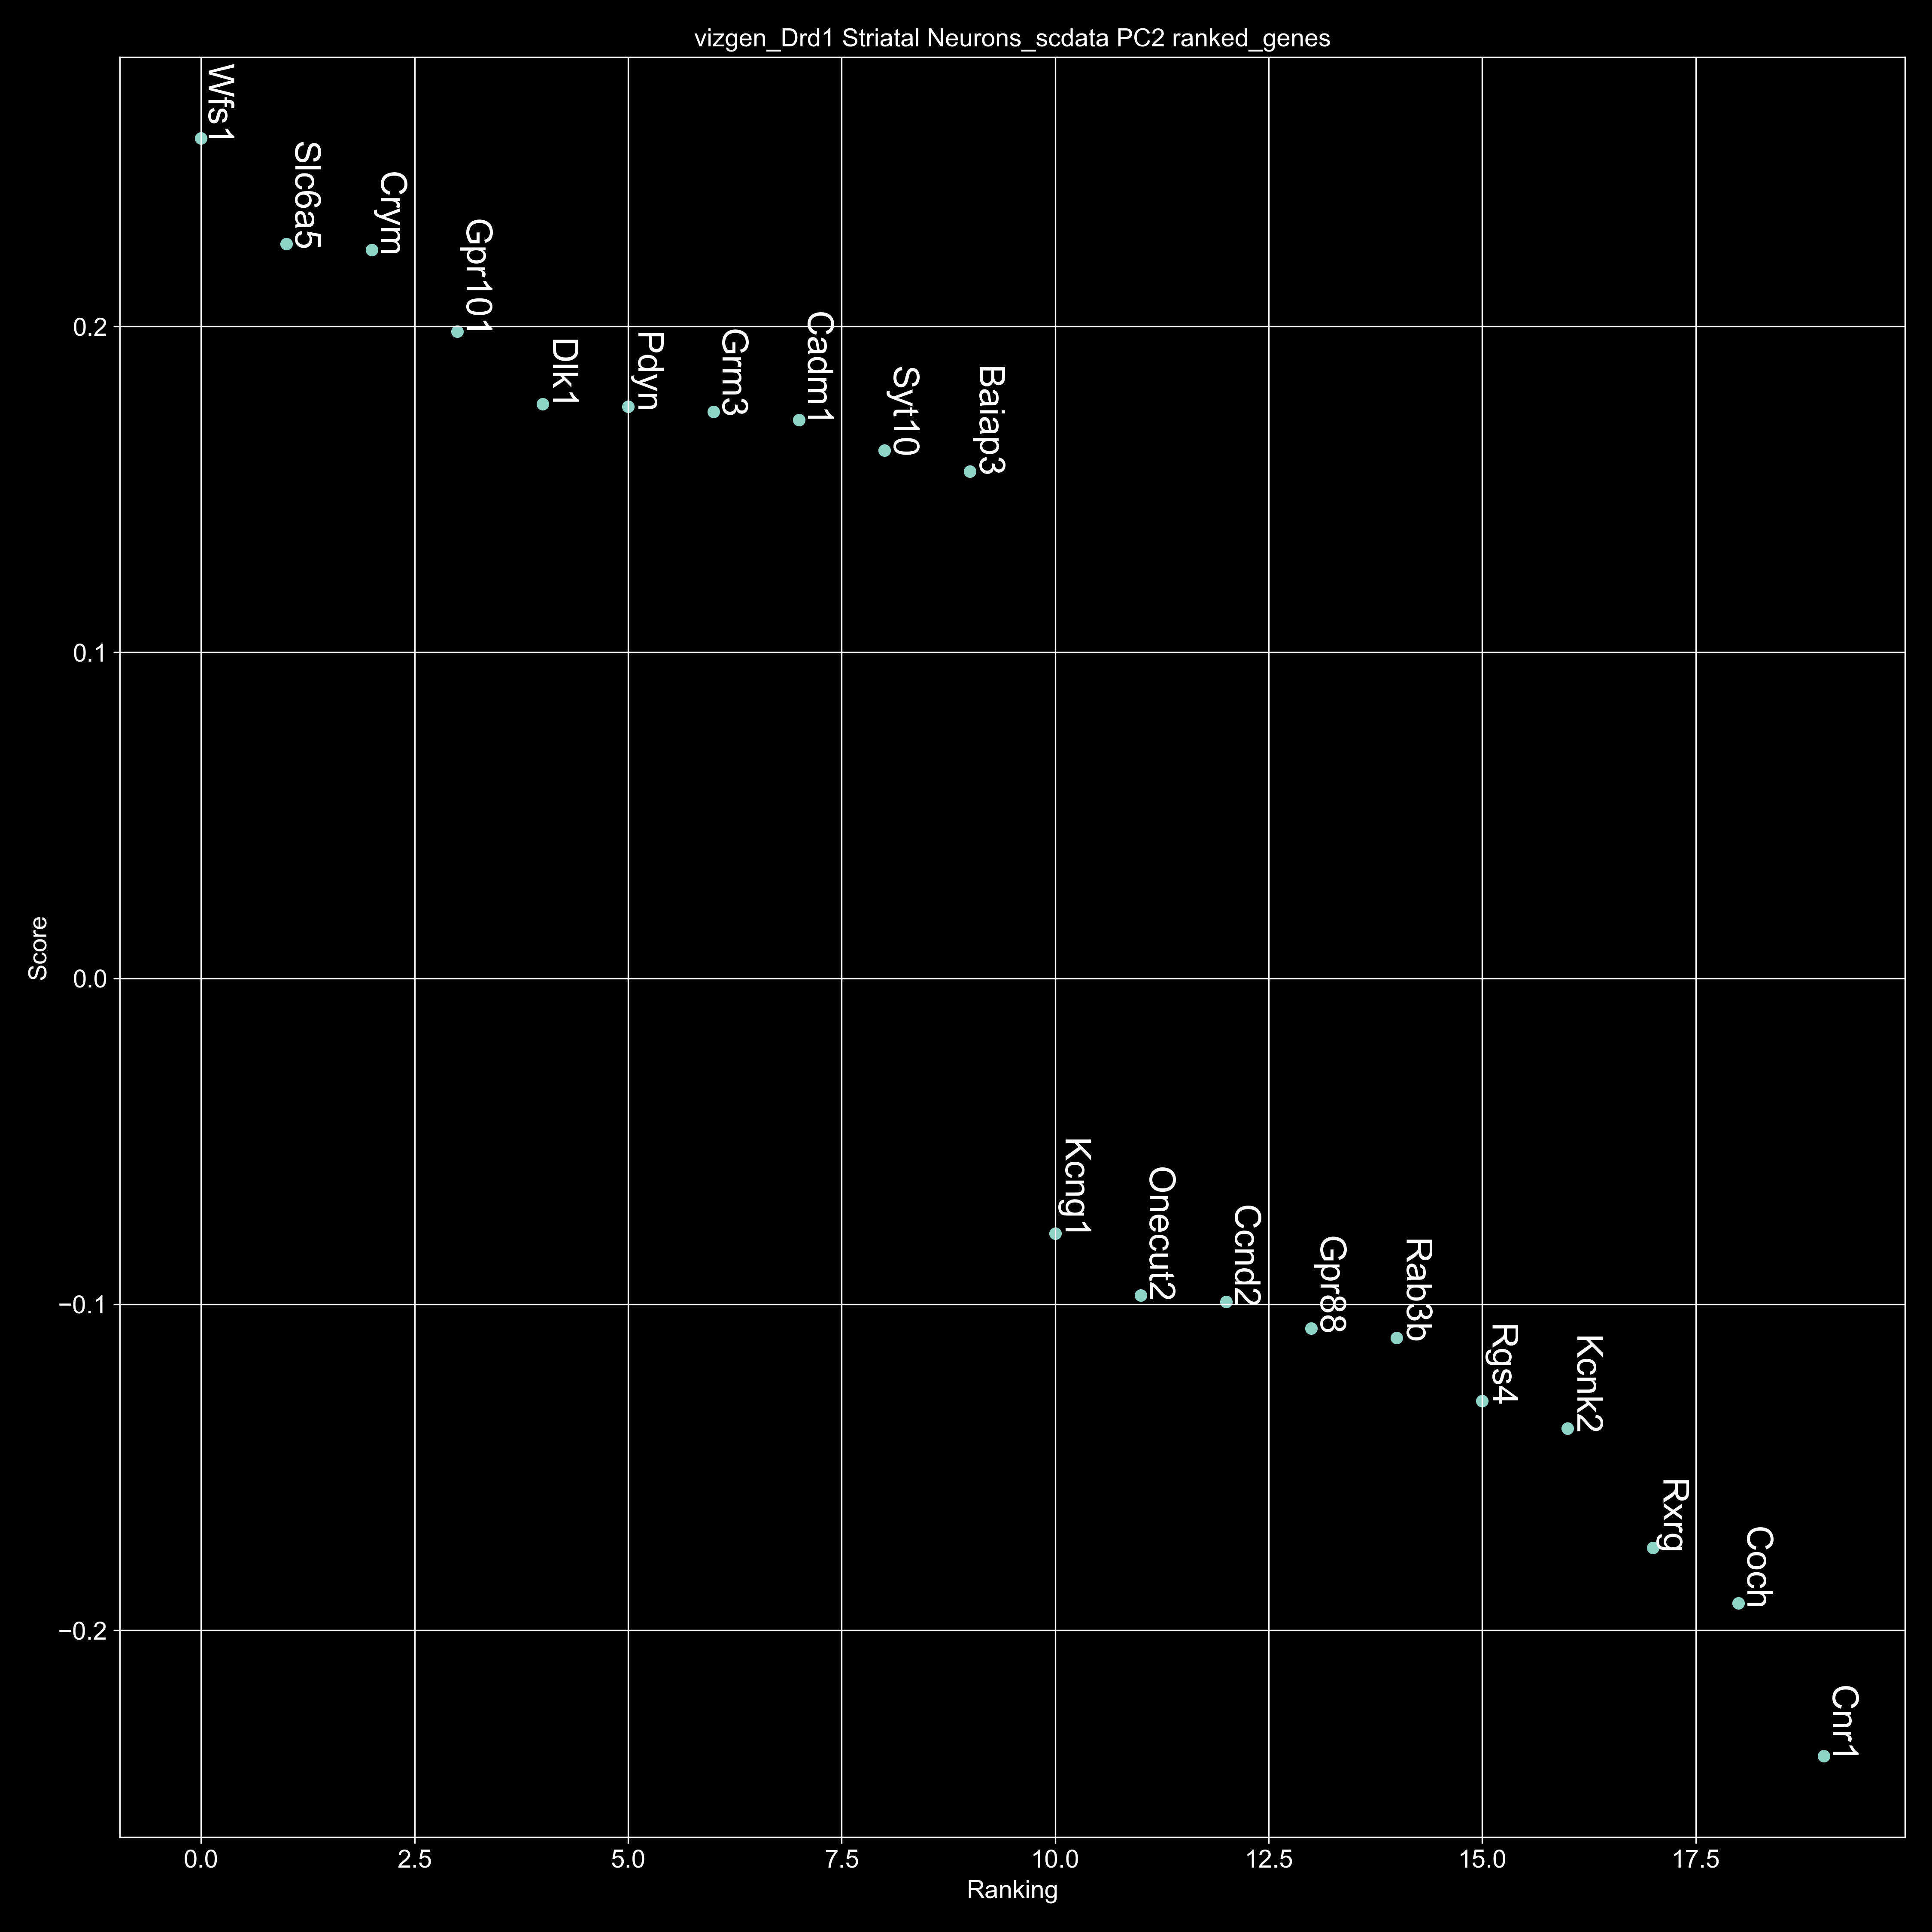 vizgen_Drd1 Striatal Neurons_scdata PC2 ranked_genes
Wfs1
Slc6a5
Crym
Gpr101
Dlk1
Pdyn
Grm3
Cadm1
Syt10
Baiap3
Kcng1
Onecut2
Ccnd2
Gpr88
Rab3b
Rgs4
Kcnk2
Rxrg
Coch
Cnr1
Score
0.2
0.1
0.0
−0.1
−0.2
0.0
2.5
5.0
7.5
10.0
12.5
15.0
17.5
Ranking